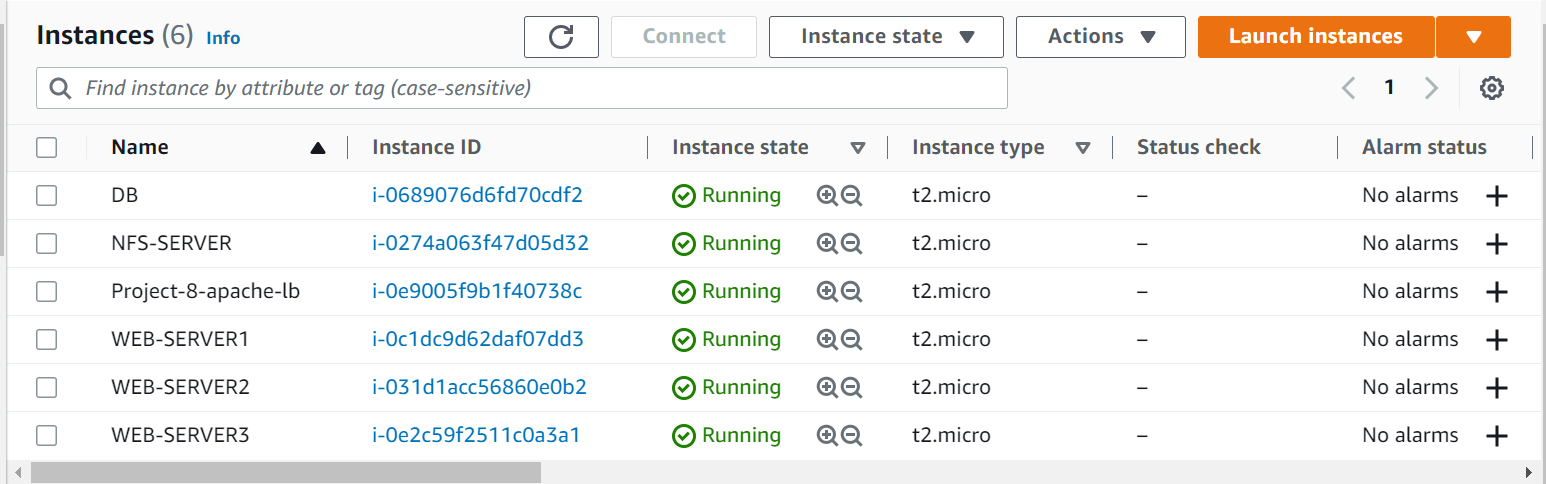 Instances (6) Info Connect Instance state Actions Launch instances
Find instance by attribute or tag (case-sensitive) 1
Name Instance ID Instance state Instance type Status check Alarm status
DB i-0689076d6fd70cdf2 Running t2.micro – No alarms
NFS-SERVER i-0274a063f47d05d32 Running t2.micro – No alarms
Project-8-apache-lb i-0e9005f9b1f40738c Running t2.micro – No alarms
WEB-SERVER1 i-0c1dc9d62daf07dd3 Running t2.micro – No alarms
WEB-SERVER2 i-031d1acc56860e0b2 Running t2.micro – No alarms
WEB-SERVER3 i-0e2c59f2511c0a3a1 Running t2.micro – No alarms